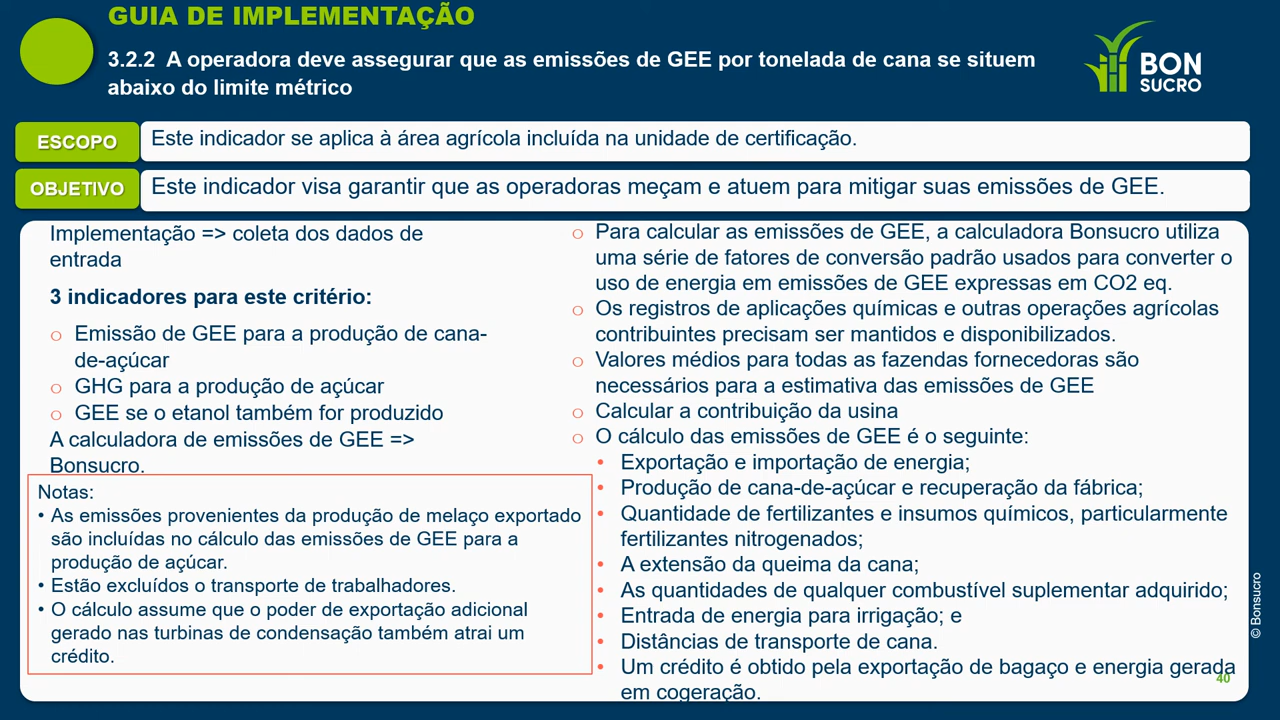 GUIA DE IMPLEMENTAÇÃO
3.2.2 A operadora deve assegurar que as emissões de GEE por tonelada de cana se situem
abaixo do limite métrico
BON
SUCRO
ESCOPO
Este indicador se aplica à área agrícola incluída na unidade de certificação.
OBJETIVO
Este indicador visa garantir que as operadoras meçam e atuem para mitigar suas emissões de GEE.
Implementação => coleta dos dados de
entrada
3 indicadores para este critério:
o Emissão de GEE para a produção de cana-
de-açúcar
o GHG para a produção de açúcar
o GEE se o etanol também for produzido
A calculadora de emissões de GEE =>
Bonsucro.
Notas:
• As emissões provenientes da produção de melaço exportado
são incluídas no cálculo das emissões de GEE para a
produção de açúcar.
• Estão excluídos o transporte de trabalhadores.
• O cálculo assume que o poder de exportação adicional
gerado nas turbinas de condensação também atrai um
crédito.
o Para calcular as emissões de GEE, a calculadora Bonsucro utiliza
uma série de fatores de conversão padrão usados para converter o
uso de energia em emissões de GEE expressas em CO2 eq.
o Os registros de aplicações químicas e outras operações agrícolas
contribuintes precisam ser mantidos e disponibilizados.
o Valores médios para todas as fazendas fornecedoras são
necessários para a estimativa das emissões de GEE
o Calcular a contribuição da usina
o O cálculo das emissões de GEE é o seguinte:
• Exportação e importação de energia;
• Produção de cana-de-açúcar e recuperação da fábrica;
• Quantidade de fertilizantes e insumos químicos, particularmente
fertilizantes nitrogenados;
• A extensão da queima da cana;
• As quantidades de qualquer combustível suplementar adquirido;
• Entrada de energia para irrigação; e
• Distâncias de transporte de cana.
• Um crédito é obtido pela exportação de bagaço e energia gerada
em cogeração.
40
© Bonsucro